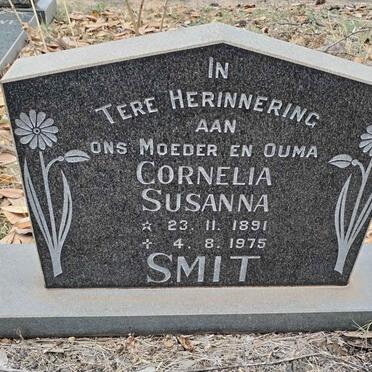 IN
TERE HERINNERING
AAN
ONS MOEDER EN OUMA
CORNELIA
SUSANNA
☆ 23. 11. 1891
✝ 4. 8. 1975
SMIT